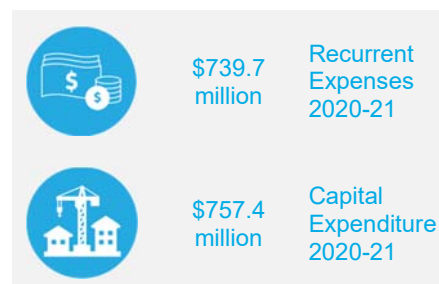 $739.7
million
Recurrent
Expenses
2020-21
$757.4
million
Capital
Expenditure
2020-21